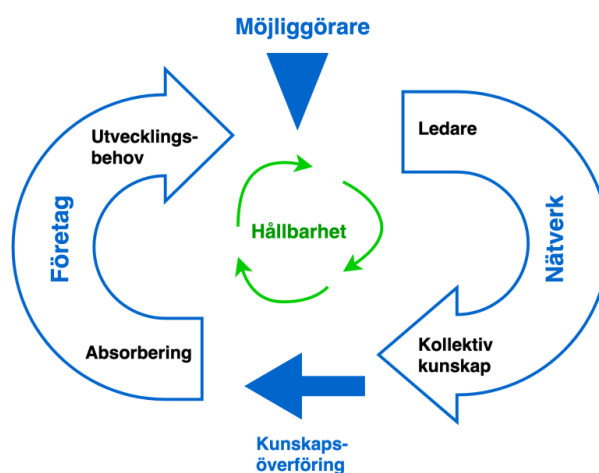 Möjliggörare
Utvecklings-
behov
Ledare
Företag
Hållbarhet
Nätverk
Absorbering
Kollektiv
kunskap
Kunskaps-
överföring